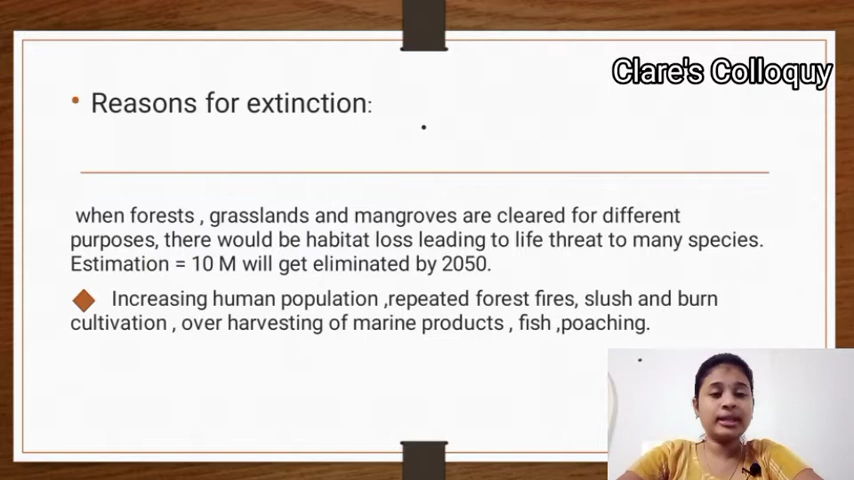 Clare's Colloquy
• Reasons for extinction:
when forests , grasslands and mangroves are cleared for different
purposes, there would be habitat loss leading to life threat to many species.
Estimation = 10 M will get eliminated by 2050.
Increasing human population ,repeated forest fires, slush and burn
cultivation , over harvesting of marine products , fish ,poaching.